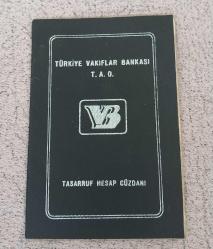 TÜRKİYE VAKIFLAR BANKASI
T. A. O.
VB
TASARRUF HESAP CÜZDANI